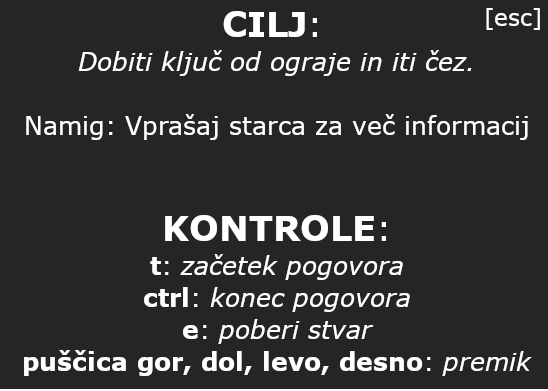 CILJ:
[esc]
Dobiti ključ od ograje in iti čez.
Namig: Vprašaj starca za več informacij
KONTROLE:
t: začetek pogovora
ctrl: konec pogovora
e: poberi stvar
puščica gor, dol, levo, desno: premik